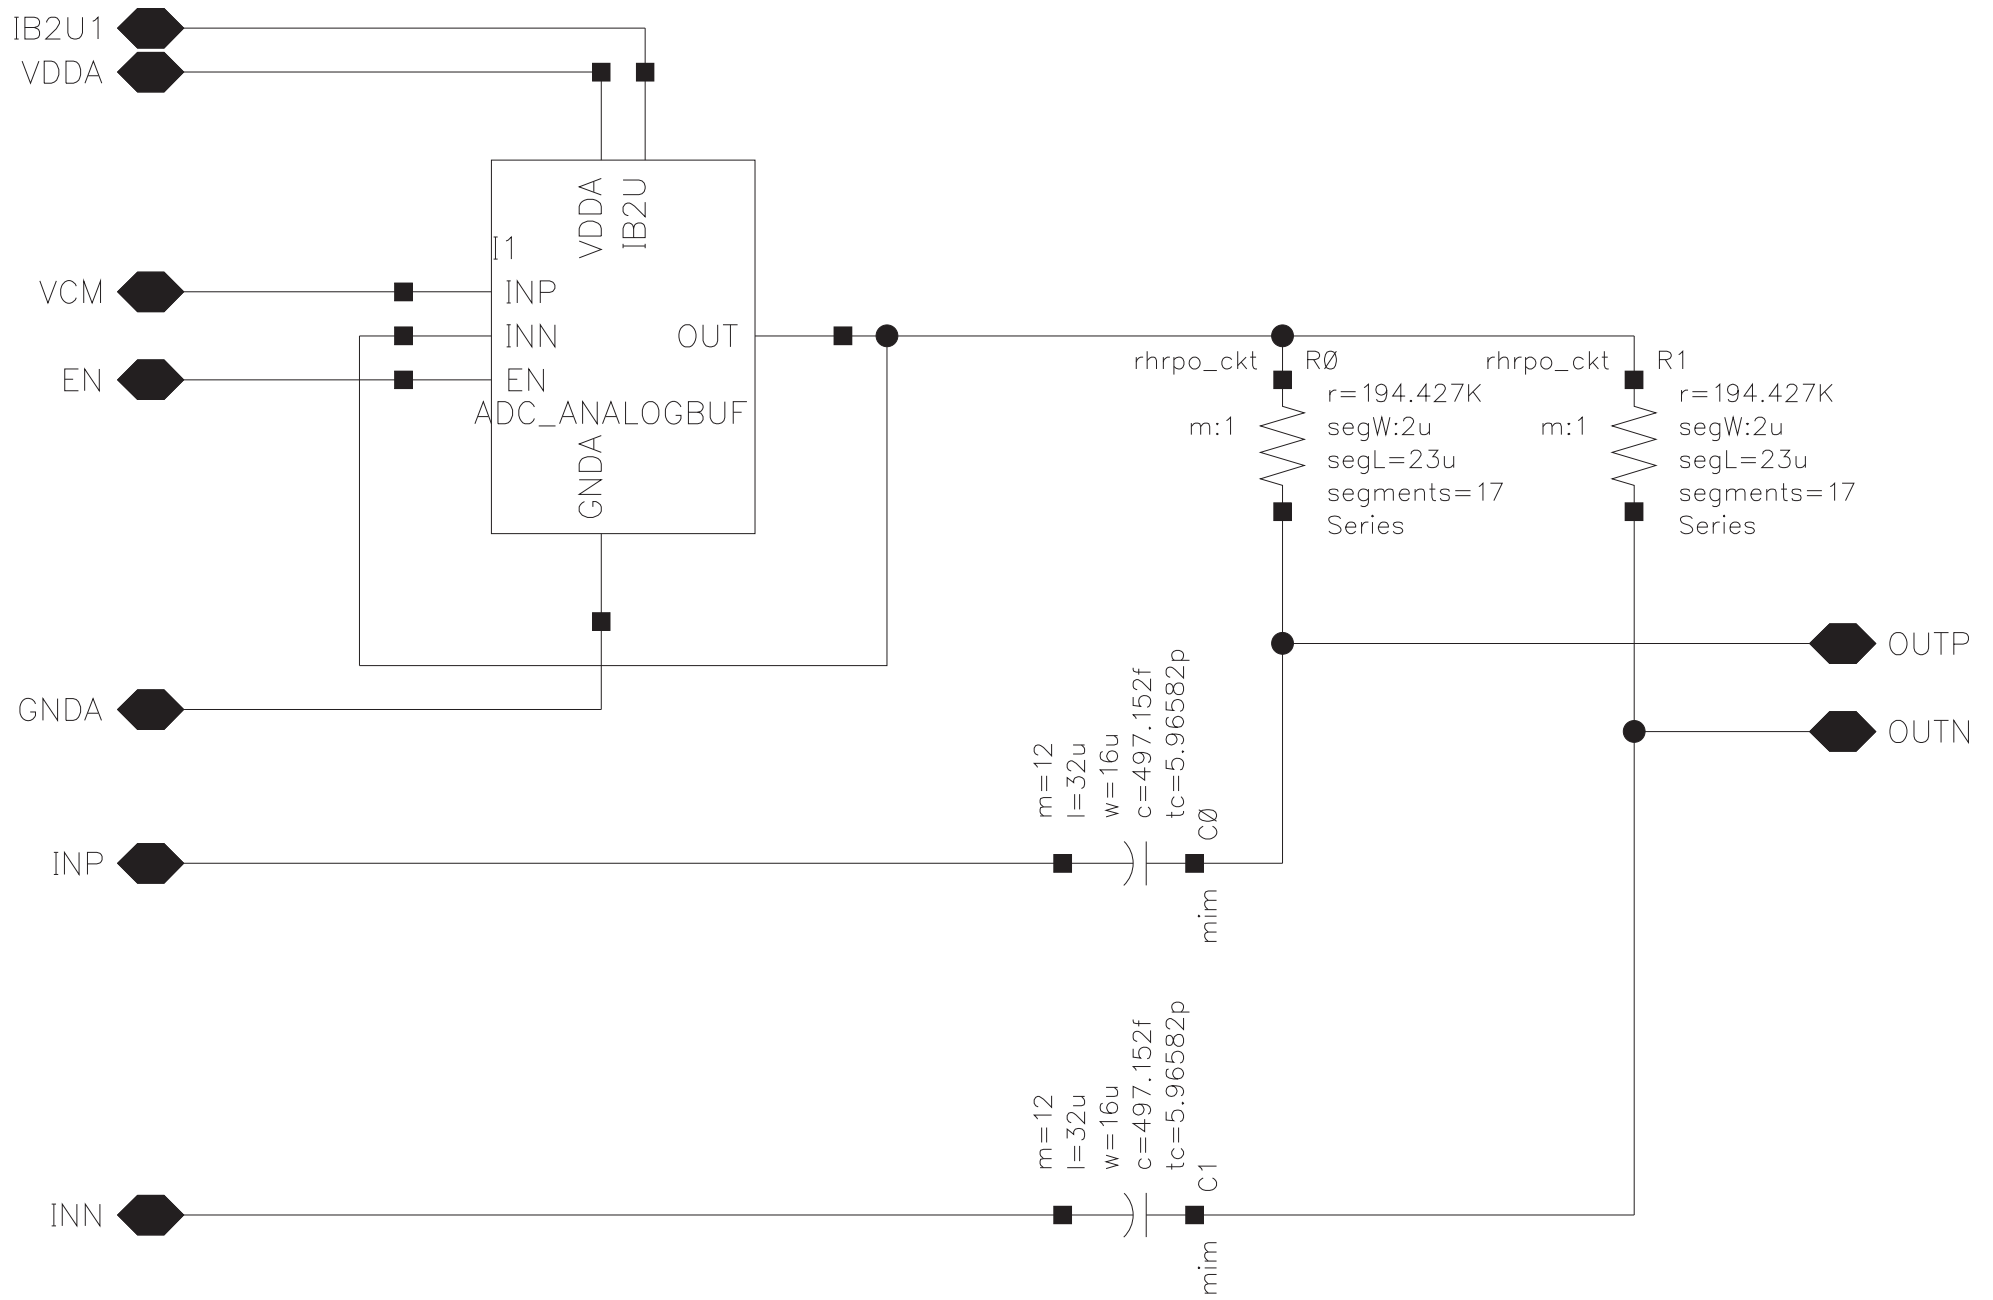 IB2U1
VDDA
VDDA
IB2U
I1
VCM
INP
INN
OUT
EN
EN
ADC_ANALOGBUF
GNDA
rhrpo_ckt
RØ
m:1
r=194.427K
segW:2u
segL=23u
segments=17
Series
rhrpo_ckt
R1
m:1
r=194.427K
segW:2u
segL=23u
segments=17
Series
OUTP
GNDA
OUTN
m=12
l=32u
w=16u
c=497.152f
tc=5.96582p
CØ
INP
mim
m=12
l=32u
w=16u
c=497.152f
tc=5.96582p
C1
INN
mim